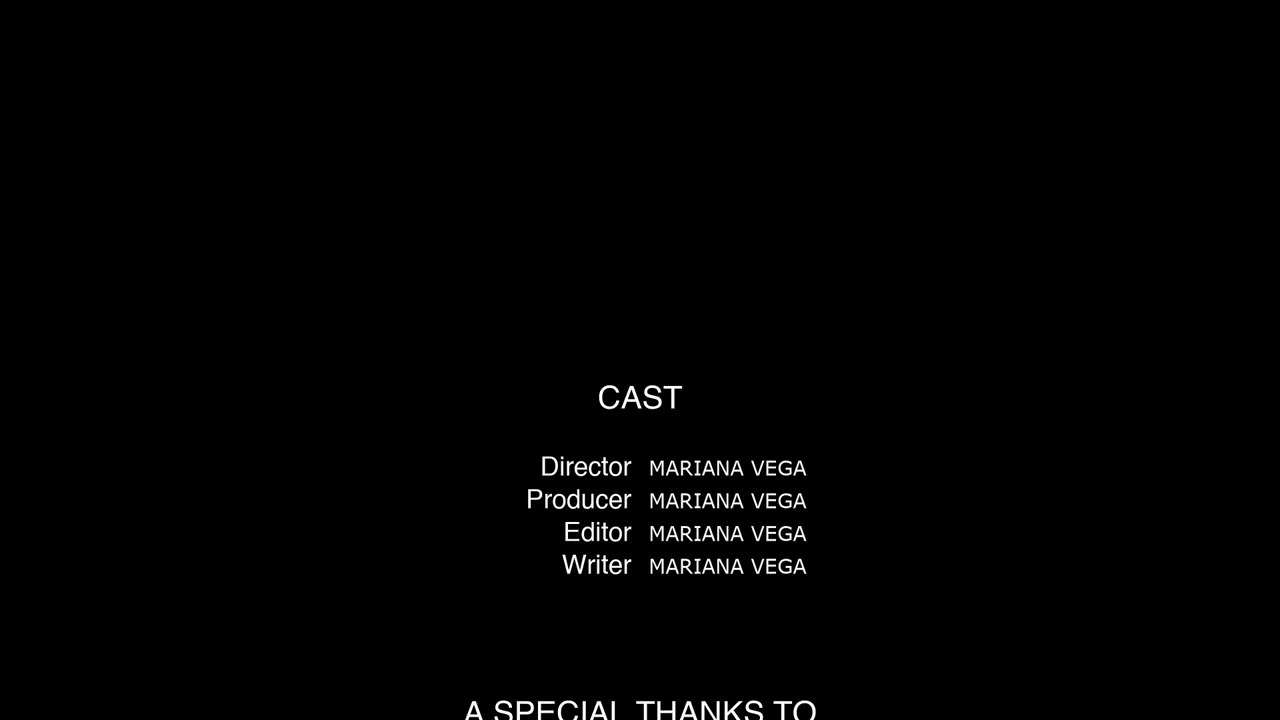 CAST
Director MARIANA VEGA
Producer MARIANA VEGA
Editor MARIANA VEGA
Writer MARIANA VEGA
A SPECIAL THANKS TO